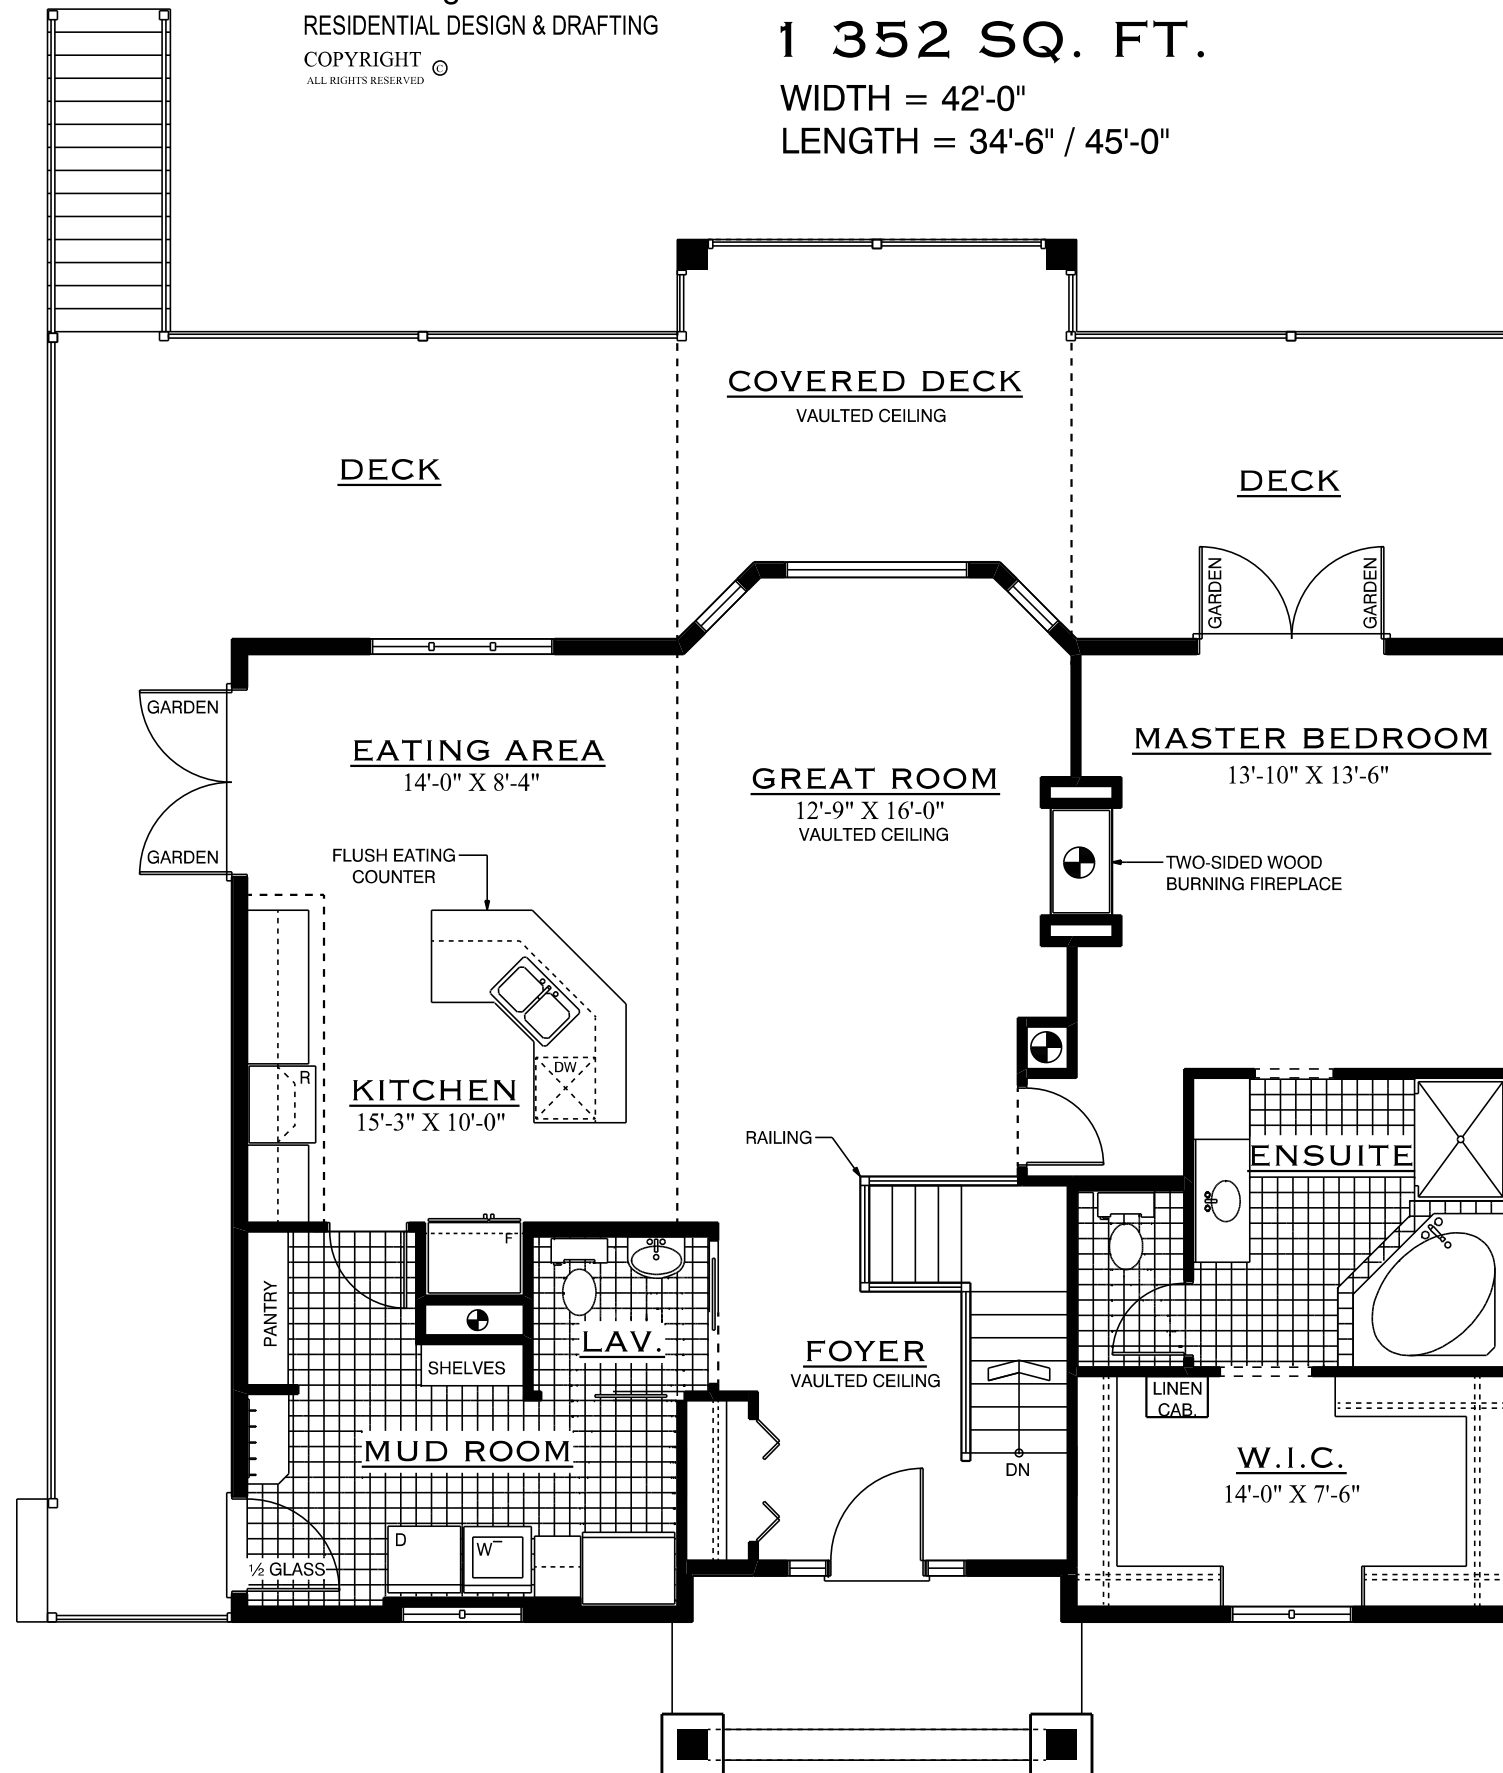 RESIDENTIAL DESIGN & DRAFTING
COPYRIGHT ©
ALL RIGHTS RESERVED
1 352 SQ. FT.
WIDTH = 42'-0"
LENGTH = 34'-6" / 45'-0"
COVERED DECK
VAULTED CEILING
DECK
DECK
GARDEN
GARDEN
GARDEN
GARDEN
EATING AREA
14'-0" X 8'-4"
GREAT ROOM
12'-9" X 16'-0"
VAULTED CEILING
MASTER BEDROOM
13'-10" X 13'-6"
FLUSH EATING
COUNTER
TWO-SIDED WOOD
BURNING FIREPLACE
R
DW
KITCHEN
15'-3" X 10'-0"
RAILING
ENSUITE
F
PANTRY
SHELVES
LAV.
FOYER
VAULTED CEILING
LINEN
CAB.
MUD ROOM
DN
W.I.C.
14'-0" X 7'-6"
D
W
½ GLASS